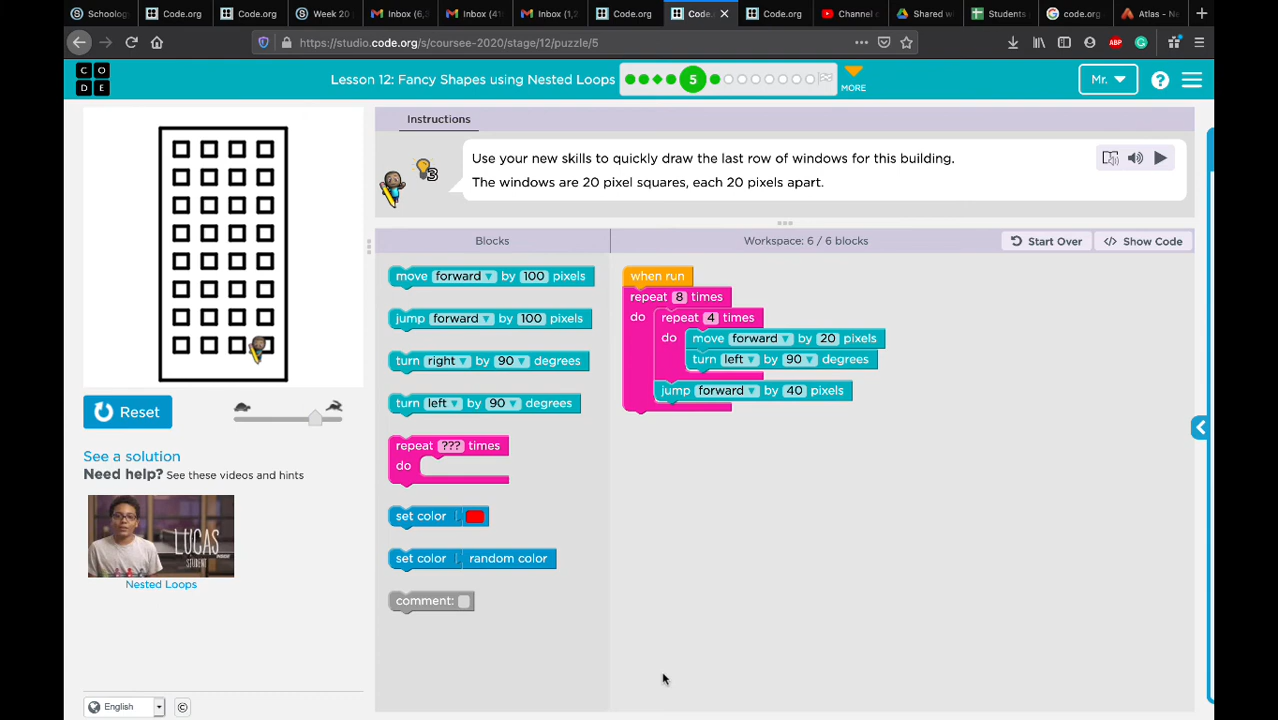 Schoolog
Code.org
Code.org
Week 20
Inbox (6,
Inbox (41
Inbox (1,
Code.org
Code.
Code.org
Channel c
Shared w
Students
code.org
Atlas - Ne
https://studio.code.org/s/coursee-2020/stage/12/puzzle/5
ABP
C O
D E
Lesson 12: Fancy Shapes using Nested Loops
5
MORE
Mr.
Instructions
3
Use your new skills to quickly draw the last row of windows for this building.
The windows are 20 pixel squares, each 20 pixels apart.
Blocks
Workspace: 6 / 6 blocks
Start Over
</> Show Code
move forward by 100 pixels
jump forward by 100 pixels
turn right by 90 degrees
turn left by 90 degrees
repeat ??? times
do
set color
set color random color
comment:
when run
repeat 8 times
do repeat 4 times
do move forward by 20 pixels
turn left by 90 degrees
jump forward by 40 pixels
Reset
See a solution
Need help? See these videos and hints
LUCAS
STUDENT
Nested Loops
English
©